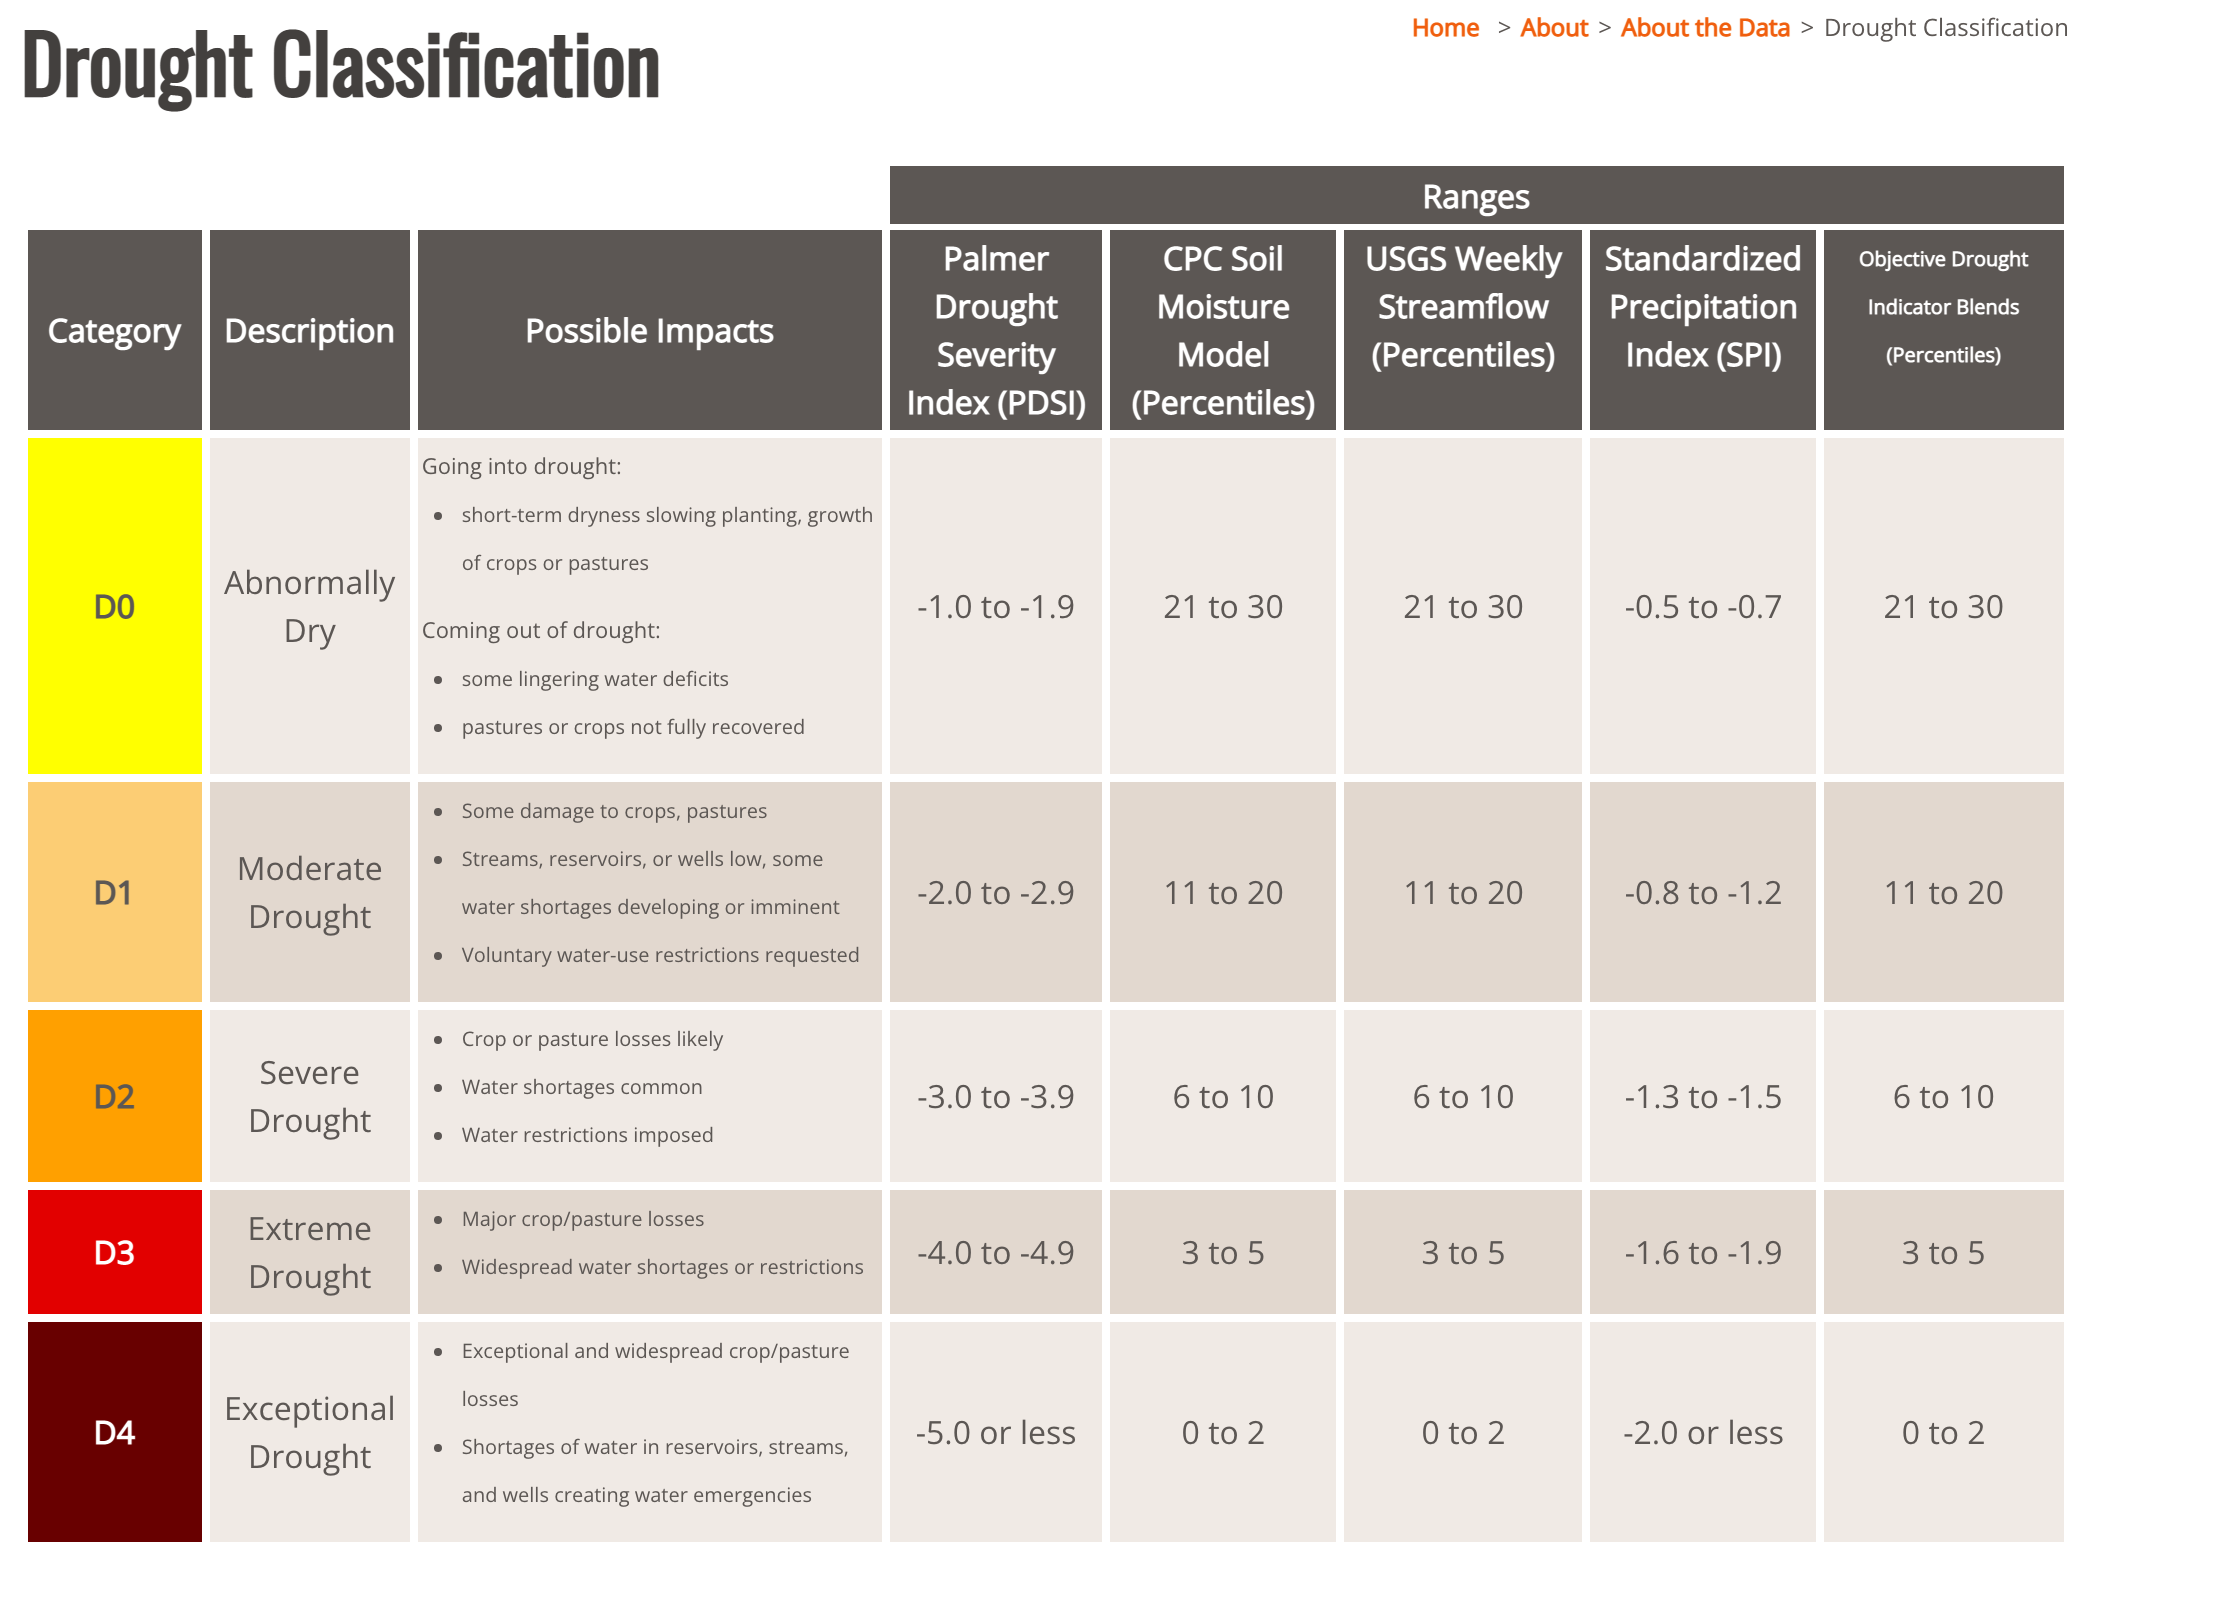 Home > About > About the Data > Drought Classification
Drought Classification
Ranges
Category
Description
Possible Impacts
Palmer
Drought
Severity
Index (PDSI)
CPC Soil
Moisture
Model
(Percentiles)
USGS Weekly
Streamflow
(Percentiles)
Standardized
Precipitation
Index (SPI)
Objective Drought
Indicator Blends
(Percentiles)
D0
Abnormally
Dry
Going into drought:
• short-term dryness slowing planting, growth
of crops or pastures
Coming out of drought:
• some lingering water deficits
• pastures or crops not fully recovered
-1.0 to -1.9
21 to 30
21 to 30
-0.5 to -0.7
21 to 30
D1
Moderate
Drought
• Some damage to crops, pastures
• Streams, reservoirs, or wells low, some
water shortages developing or imminent
• Voluntary water-use restrictions requested
-2.0 to -2.9
11 to 20
11 to 20
-0.8 to -1.2
11 to 20
D2
Severe
Drought
• Crop or pasture losses likely
• Water shortages common
• Water restrictions imposed
-3.0 to -3.9
6 to 10
6 to 10
-1.3 to -1.5
6 to 10
D3
Extreme
Drought
• Major crop/pasture losses
• Widespread water shortages or restrictions
-4.0 to -4.9
3 to 5
3 to 5
-1.6 to -1.9
3 to 5
D4
Exceptional
Drought
• Exceptional and widespread crop/pasture
losses
• Shortages of water in reservoirs, streams,
and wells creating water emergencies
-5.0 or less
0 to 2
0 to 2
-2.0 or less
0 to 2